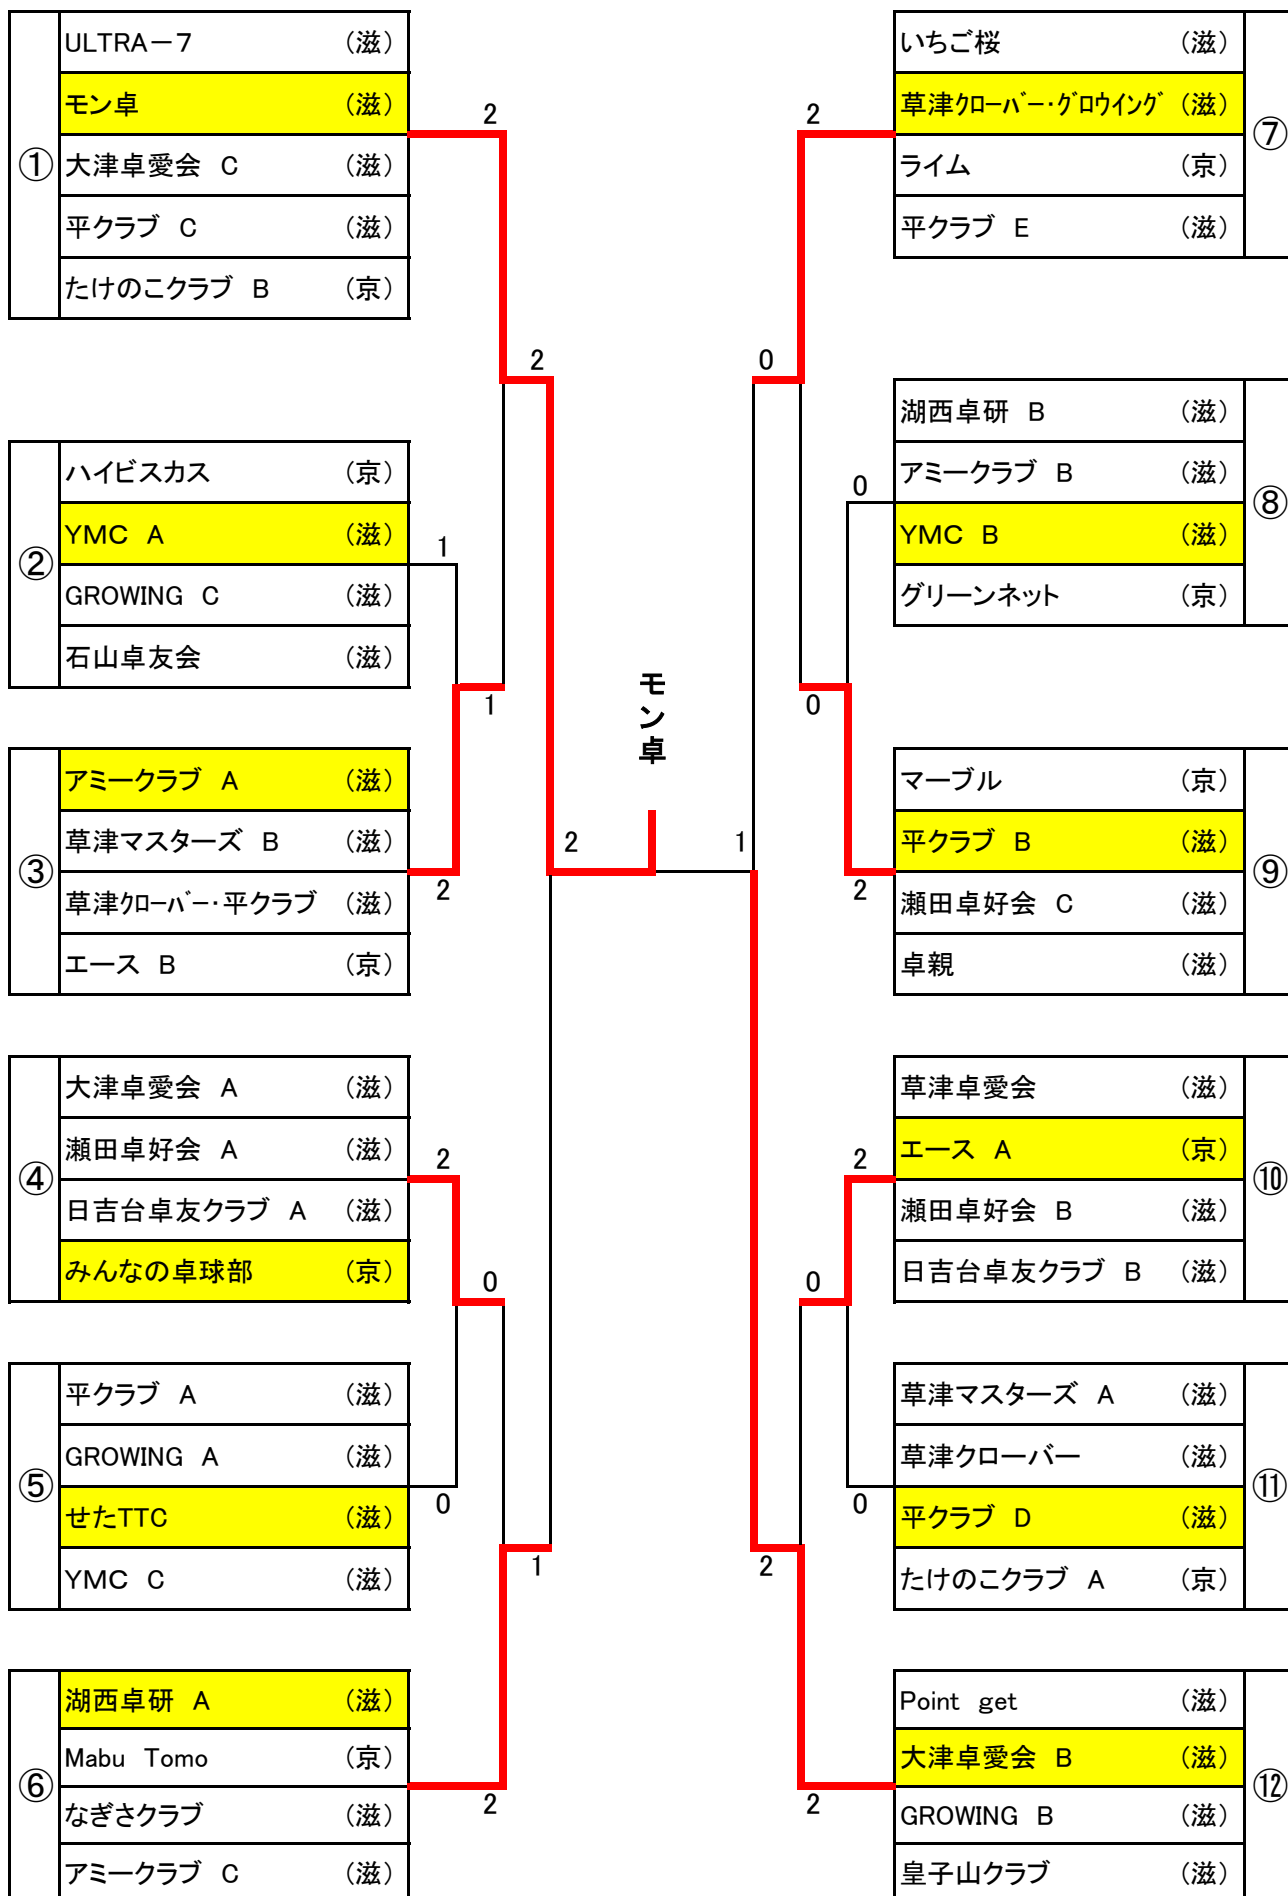 ①
ULTRA－7 （滋）
モン卓 （滋）
大津卓愛会 C （滋）
平クラブ C （滋）
たけのこクラブ B （京）
②
ハイビスカス （京）
YMC A （滋）
GROWING C （滋）
石山卓友会 （滋）
③
アミークラブ A （滋）
草津マスターズ B （滋）
草津ｸﾛｰﾊﾞｰ・平クラブ （滋）
エース B （京）
④
大津卓愛会 A （滋）
瀬田卓好会 A （滋）
日吉台卓友クラブ A （滋）
みんなの卓球部 （京）
⑤
平クラブ A （滋）
GROWING A （滋）
せたTTC （滋）
YMC C （滋）
⑥
湖西卓研 A （滋）
Mabu Tomo （京）
なぎさクラブ （滋）
アミークラブ C （滋）
2
2
1
1
2
2
0
0
1
2
モン卓
2
1
2
0
0
0
2
2
0
0
2
2
⑦
いちご桜 （滋）
草津ｸﾛｰﾊﾞｰ・ｸﾞﾛｳｲﾝｸﾞ （滋）
ライム （京）
平クラブ E （滋）
⑧
湖西卓研 B （滋）
アミークラブ B （滋）
YMC B （滋）
グリーンネット （京）
⑨
マーブル （京）
平クラブ B （滋）
瀬田卓好会 C （滋）
卓親 （滋）
⑩
草津卓愛会 （滋）
エース A （京）
瀬田卓好会 B （滋）
日吉台卓友クラブ B （滋）
⑪
草津マスターズ A （滋）
草津クローバー （滋）
平クラブ D （滋）
たけのこクラブ A （京）
⑫
Point get （滋）
大津卓愛会 B （滋）
GROWING B （滋）
皇子山クラブ （滋）